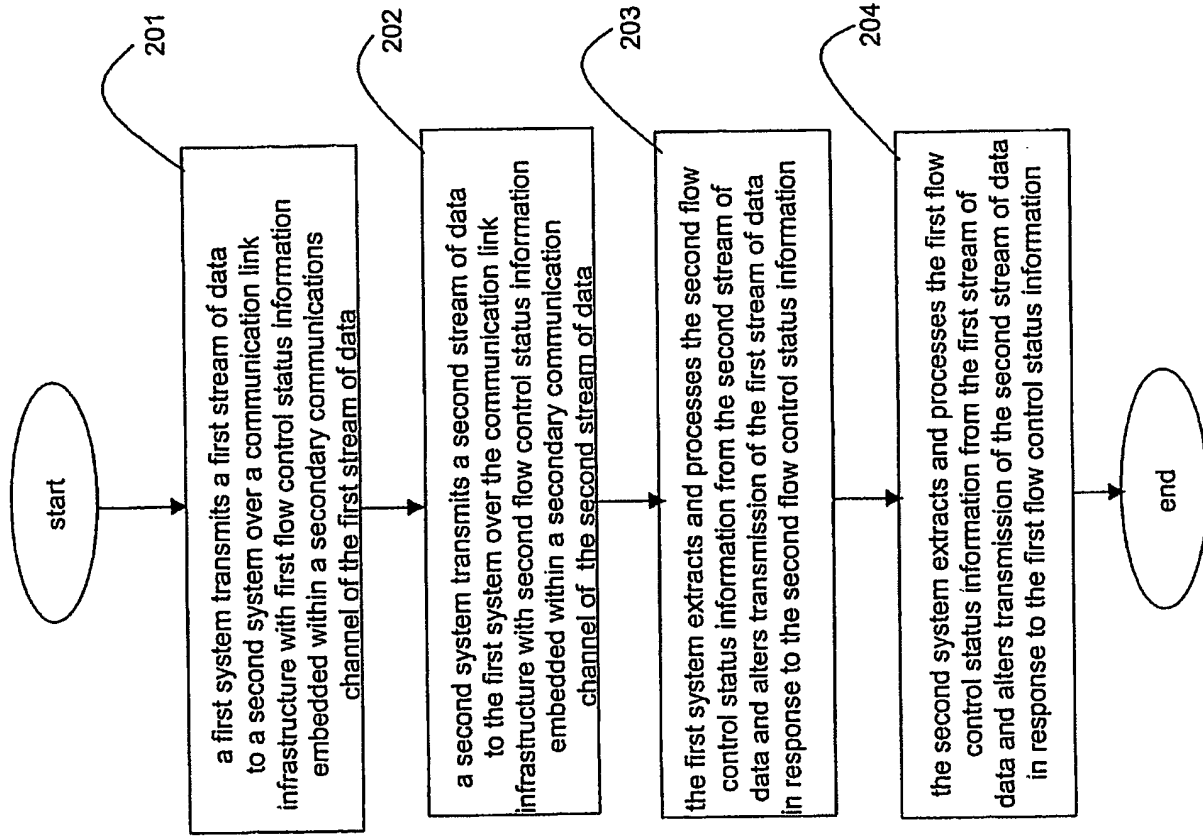 start
201
a first system transmits a first stream of data
to a second system over a communication link
infrastructure with first flow control status information
embedded within a secondary communications
channel of the first stream of data
202
a second system transmits a second stream of data
to the first system over the communication link
infrastructure with second flow control status information
embedded within a secondary communication
channel of the second stream of data
203
the first system extracts and processes the second flow
control status information from the second stream of
data and alters transmission of the first stream of data
in response to the second flow control status information
204
the second system extracts and processes the first flow
control status information from the first stream of
data and alters transmission of the second stream of data
in response to the first flow control status information
end